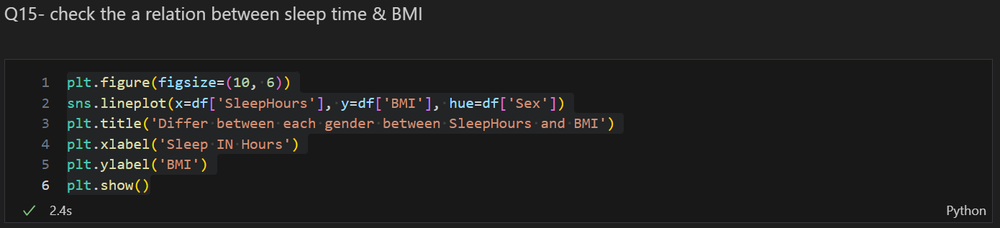 Q15- check the a relation between sleep time & BMI
1 plt.figure(figsize=(10, 6))
2 sns.lineplot(x=df['SleepHours'], y=df['BMI'], hue=df['Sex'])
3 plt.title('Differ between each gender between SleepHours and BMI')
4 plt.xlabel('Sleep IN Hours')
5 plt.ylabel('BMI')
6 plt.show()
2.4s Python